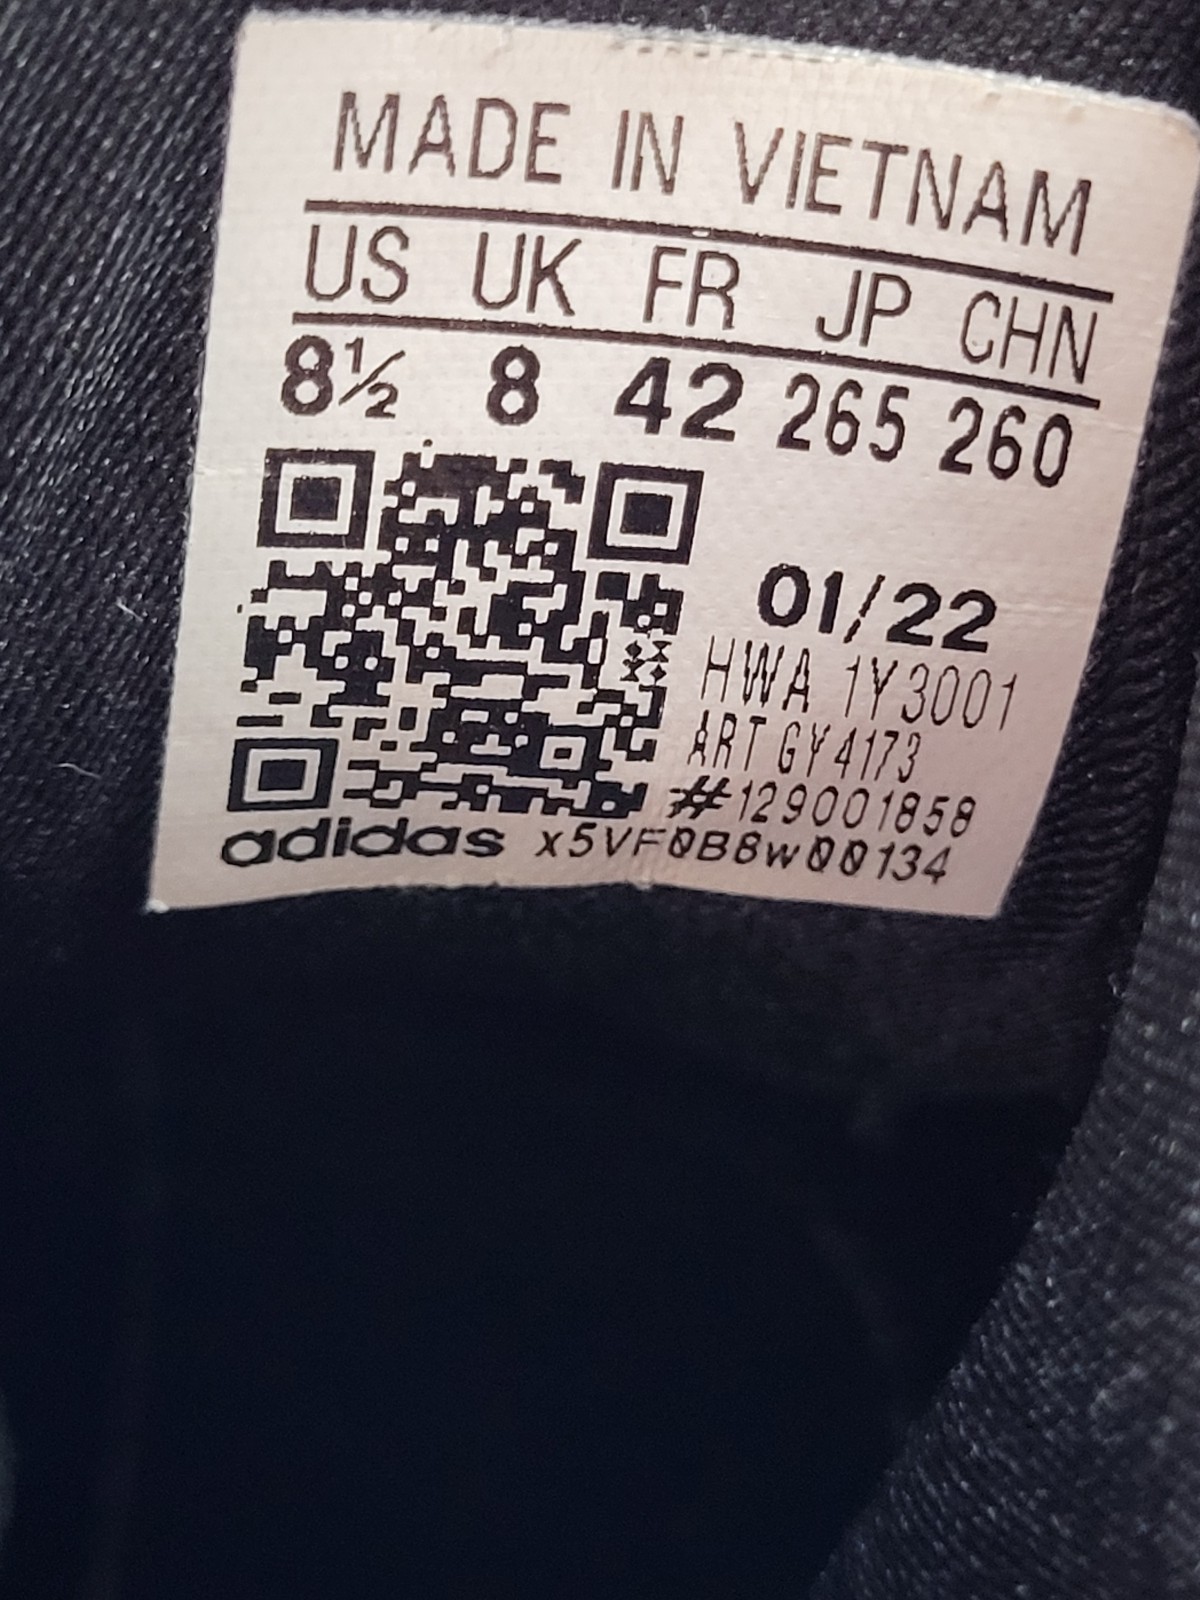 MADE IN VIETNAM
US UK FR JP CHN
8½ 8 42 265 260
01/22
HWA 1Y3001
ART GY4173
#129001858
adidas x5VF0B8w00134